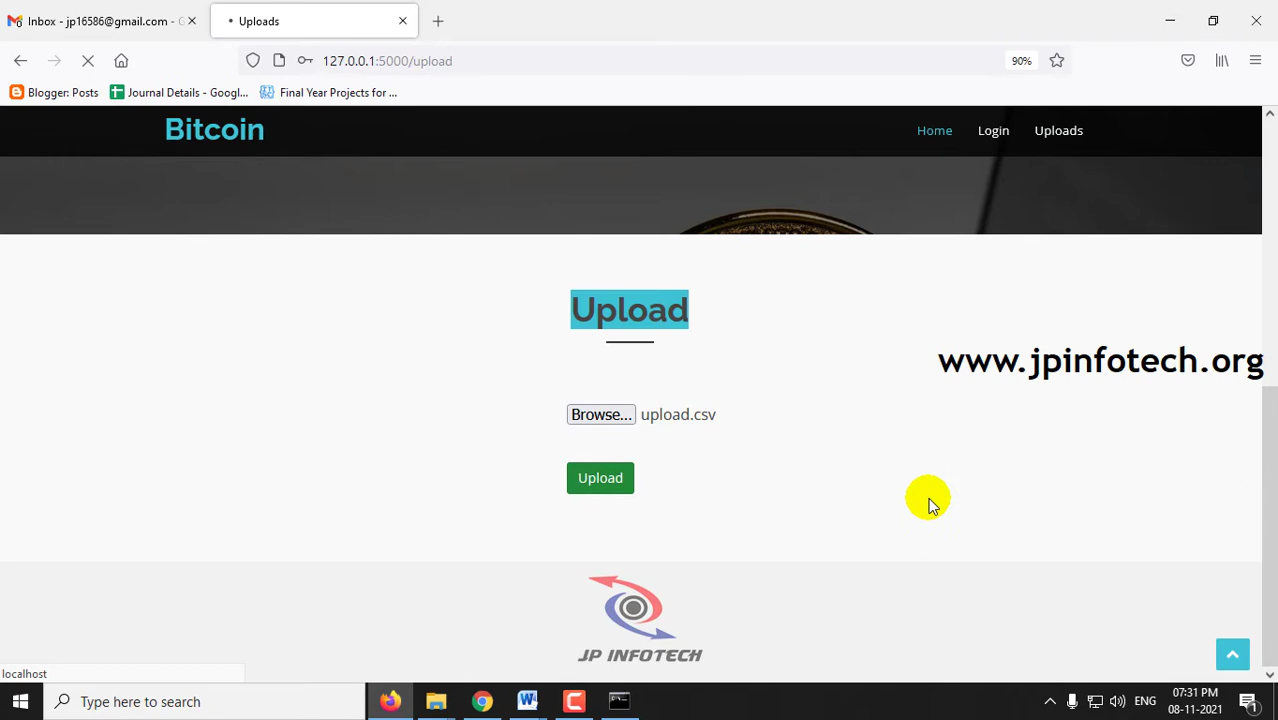 Inbox - jp16586@gmail.com - G
Uploads
127.0.0.1:5000/upload
90%
Blogger: Posts
Journal Details - Googl...
Final Year Projects for ...
Bitcoin
Home
Login
Uploads
Upload
www.jpinfotech.org
Browse...
upload.csv
Upload
JP INFOTECH
localhost
Type here to search
ENG
07:31 PM
08-11-2021
1